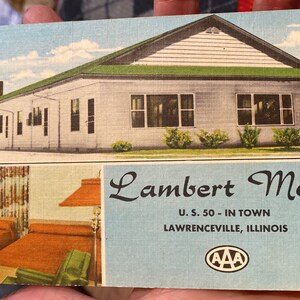 Lambert Mo
U. S. 50 - IN TOWN
LAWRENCEVILLE, ILLINOIS
AAA